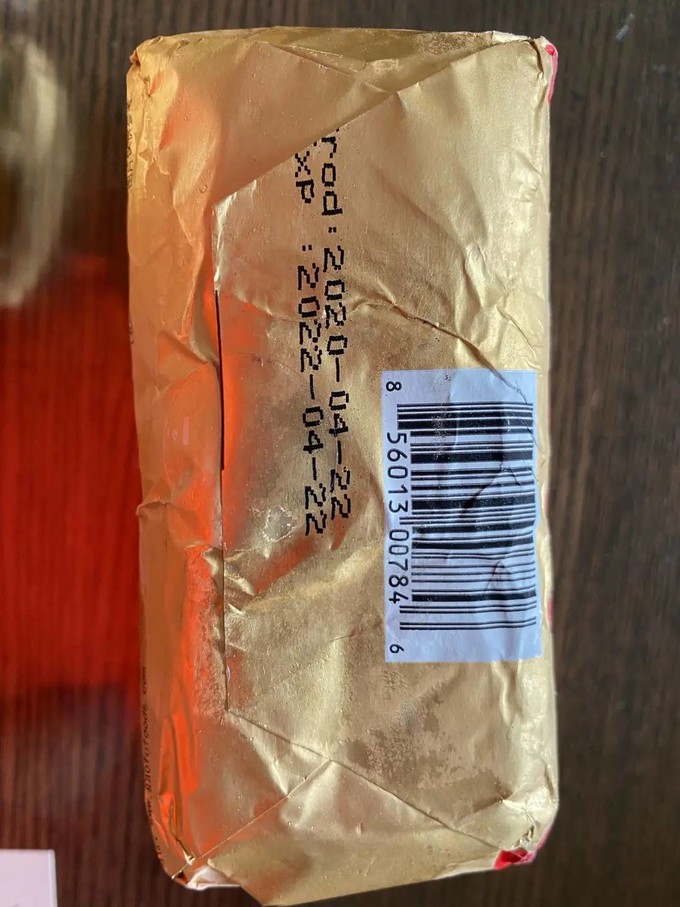 rod: 2020-04-22
xp : 2022-04-22
8 56013 00784 6